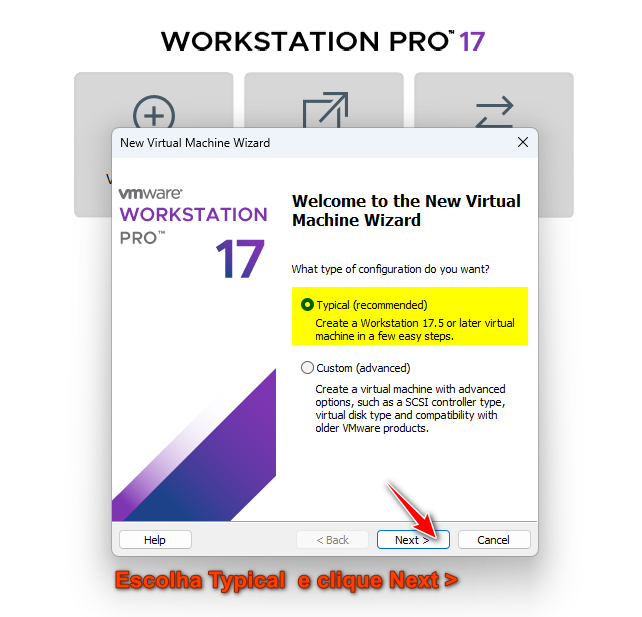 WORKSTATION PRO™ 17
New Virtual Machine Wizard
V
vmware®
WORKSTATION
PRO™
17
Welcome to the New Virtual
Machine Wizard
What type of configuration do you want?
Typical (recommended)
Create a Workstation 17.5 or later virtual
machine in a few easy steps.
Custom (advanced)
Create a virtual machine with advanced
options, such as a SCSI controller type,
virtual disk type and compatibility with
older VMware products.
Help
< Back
Next >
Cancel
Escolha Typical e clique Next >